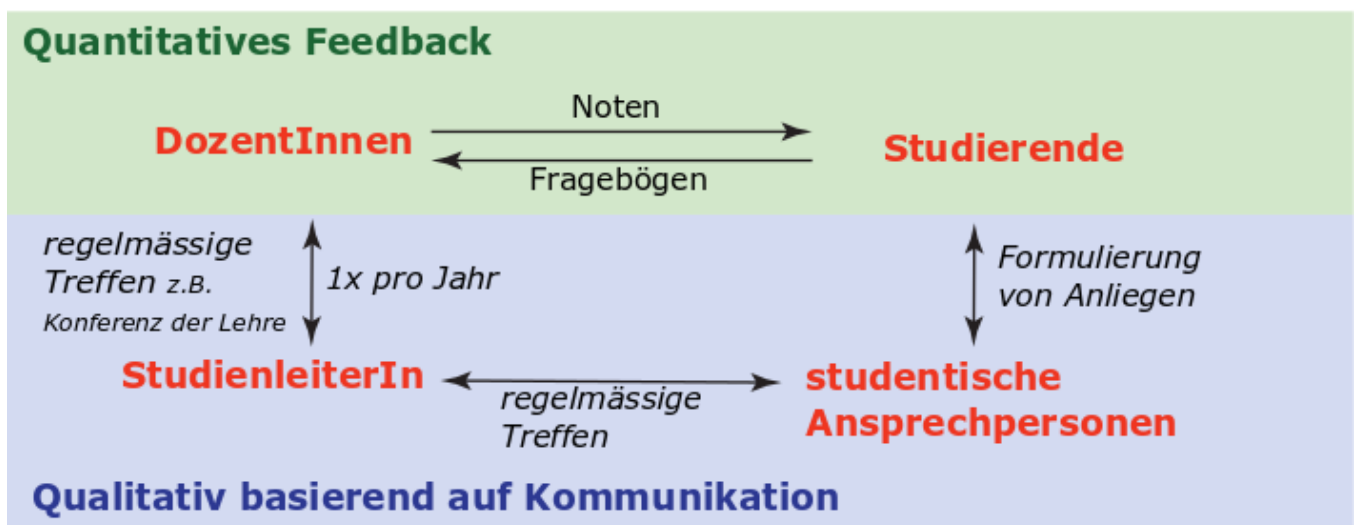 Quantitatives Feedback
Noten
DozentInnen
Studierende
Fragebögen
regelmässige
Treffen z.B.
Konferenz der Lehre
1x pro Jahr
Formulierung
von Anliegen
StudienleiterIn
studentische
Ansprechpersonen
regelmässige
Treffen
Qualitativ basierend auf Kommunikation